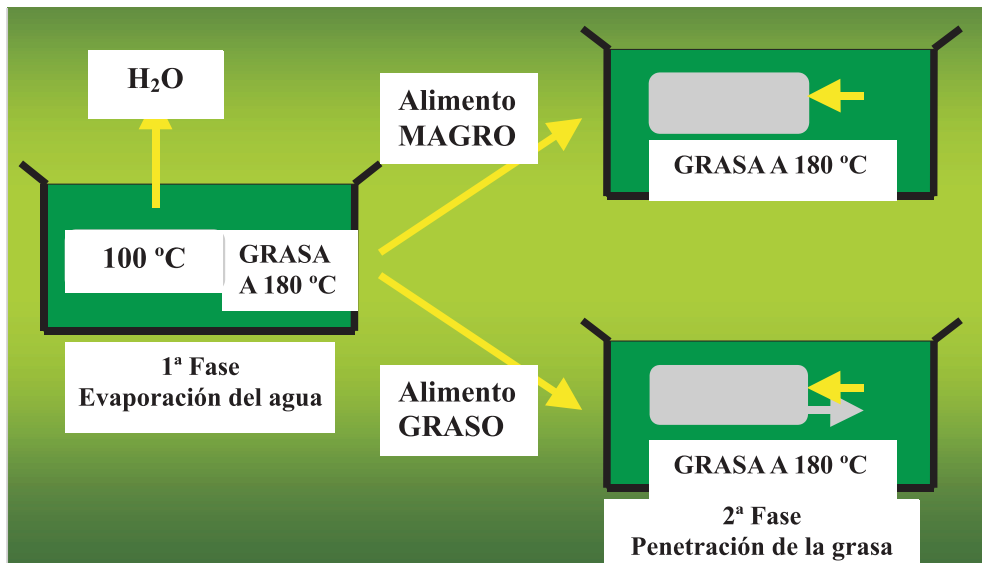 H₂O
100 ºC
GRASA
A 180 ºC
1ª Fase
Evaporación del agua
Alimento
MAGRO
GRASA A 180 ºC
Alimento
GRASO
GRASA A 180 ºC
2ª Fase
Penetración de la grasa